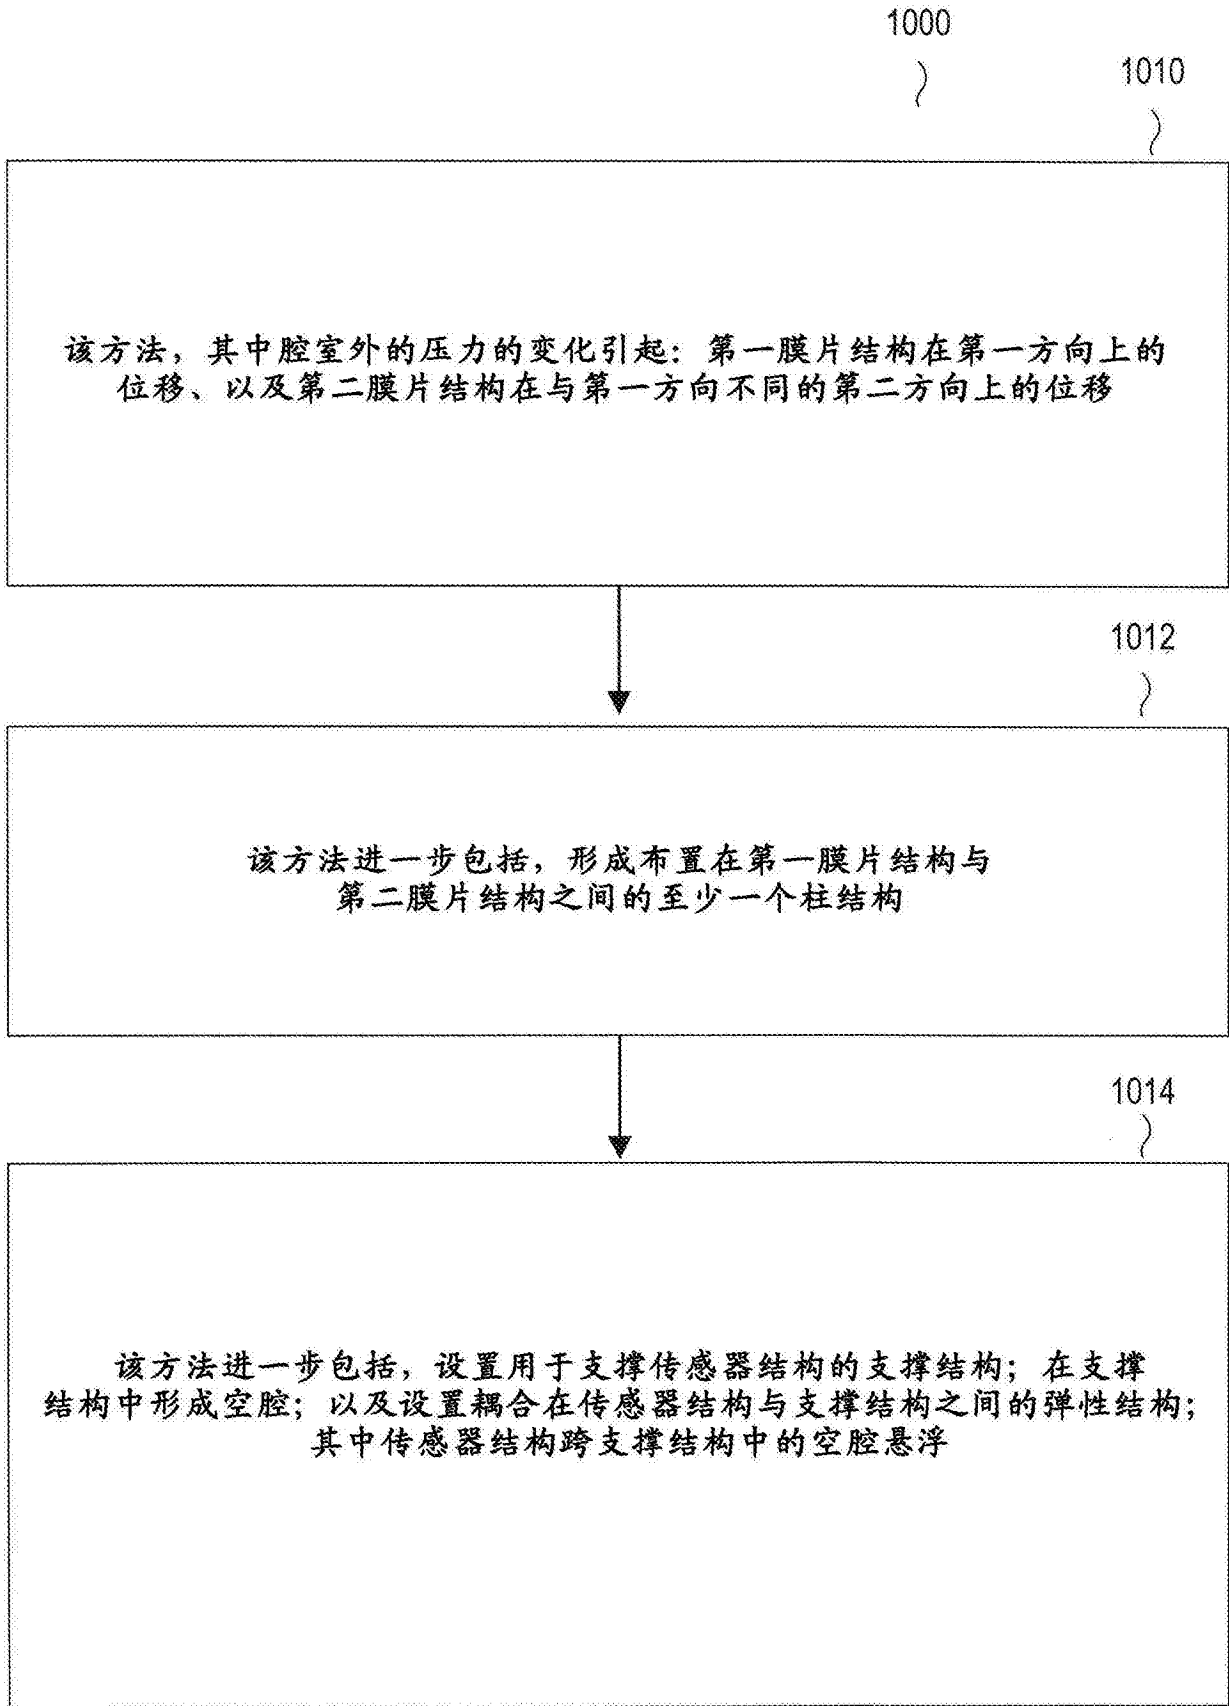 1000
1010
该方法，其中腔室外的压力的变化引起：第一膜片结构在第一方向上的
位移、以及第二膜片结构在与第一方向不同的第二方向上的位移
1012
该方法进一步包括，形成布置在第一膜片结构与
第二膜片结构之间的至少一个柱结构
1014
该方法进一步包括，设置用于支撑传感器结构的支撑结构；在支撑
结构中形成空腔；以及设置耦合在传感器结构与支撑结构之间的弹性结构；
其中传感器结构跨支撑结构中的空腔悬浮